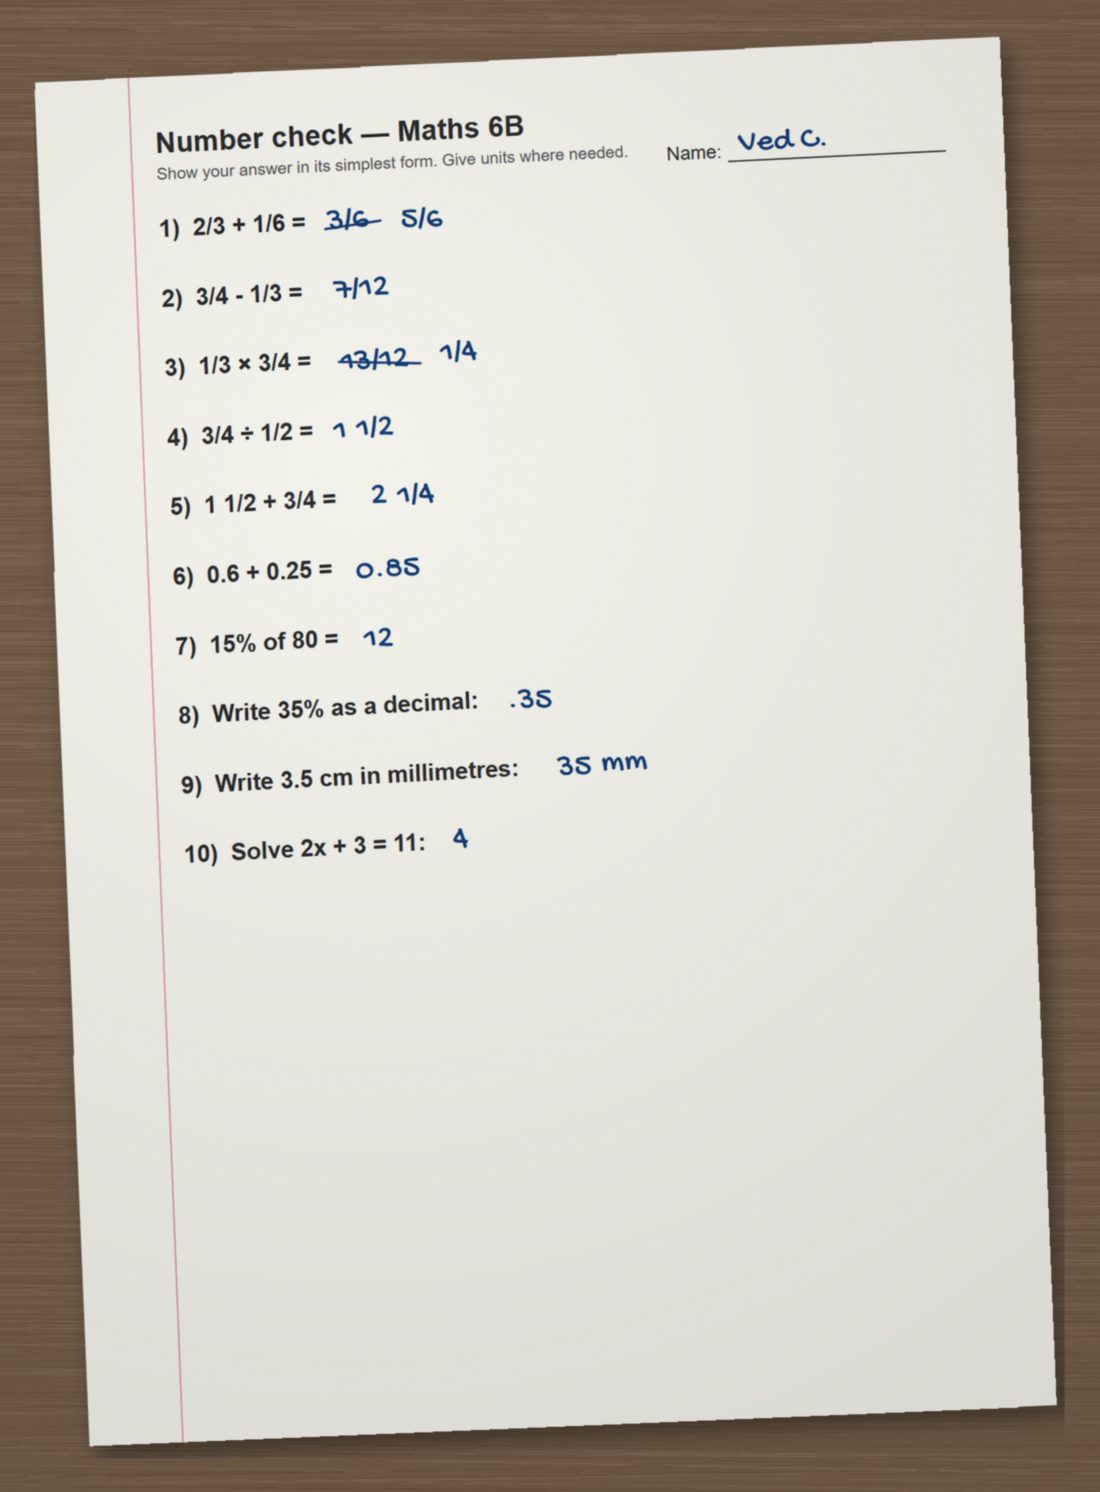 Number check — Maths 6B
Show your answer in its simplest form. Give units where needed.
Name: Ved C.
1) 2/3 + 1/6 = 3/6 5/6
2) 3/4 - 1/3 = 7/12
3) 1/3 × 3/4 = 13/12 1/4
4) 3/4 ÷ 1/2 = 1 1/2
5) 1 1/2 + 3/4 = 2 1/4
6) 0.6 + 0.25 = 0.85
7) 15% of 80 = 12
8) Write 35% as a decimal: .35
9) Write 3.5 cm in millimetres: 35 mm
10) Solve 2x + 3 = 11: 4